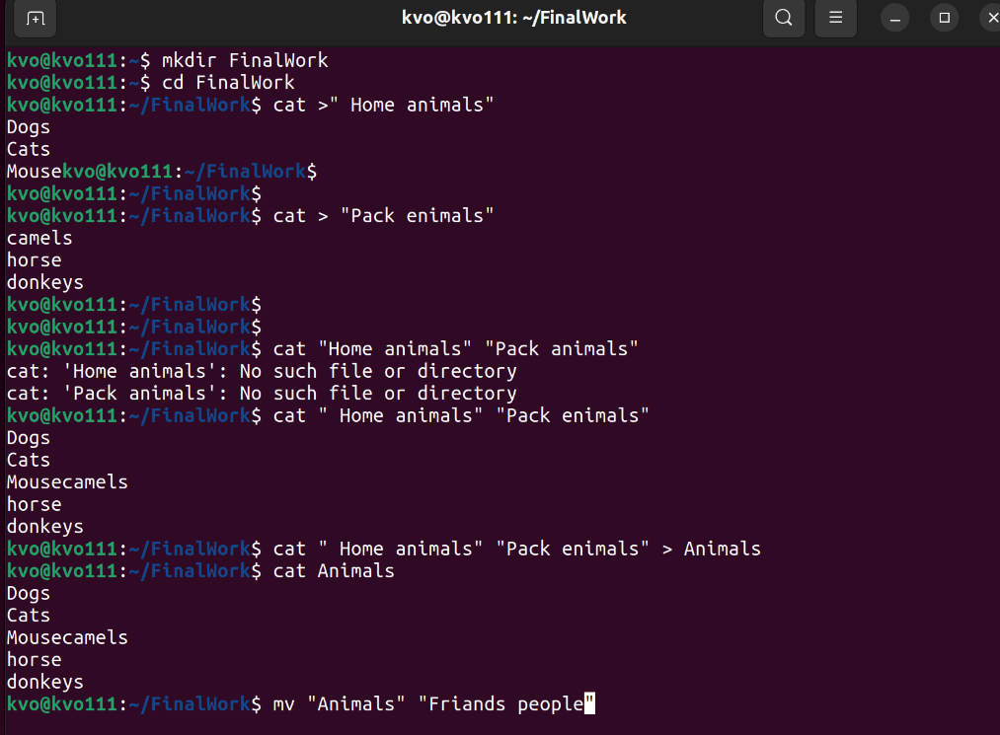 kvo@kvo111: ~/FinalWork
kvo@kvo111:~$ mkdir FinalWork
kvo@kvo111:~$ cd FinalWork
kvo@kvo111:~/FinalWork$ cat >" Home animals"
Dogs
Cats
Mousekvo@kvo111:~/FinalWork$
kvo@kvo111:~/FinalWork$
kvo@kvo111:~/FinalWork$ cat > "Pack enimals"
camels
horse
donkeys
kvo@kvo111:~/FinalWork$
kvo@kvo111:~/FinalWork$
kvo@kvo111:~/FinalWork$ cat "Home animals" "Pack animals"
cat: 'Home animals': No such file or directory
cat: 'Pack animals': No such file or directory
kvo@kvo111:~/FinalWork$ cat " Home animals" "Pack enimals"
Dogs
Cats
Mousecamels
horse
donkeys
kvo@kvo111:~/FinalWork$ cat " Home animals" "Pack enimals" > Animals
kvo@kvo111:~/FinalWork$ cat Animals
Dogs
Cats
Mousecamels
horse
donkeys
kvo@kvo111:~/FinalWork$ mv "Animals" "Friands people"